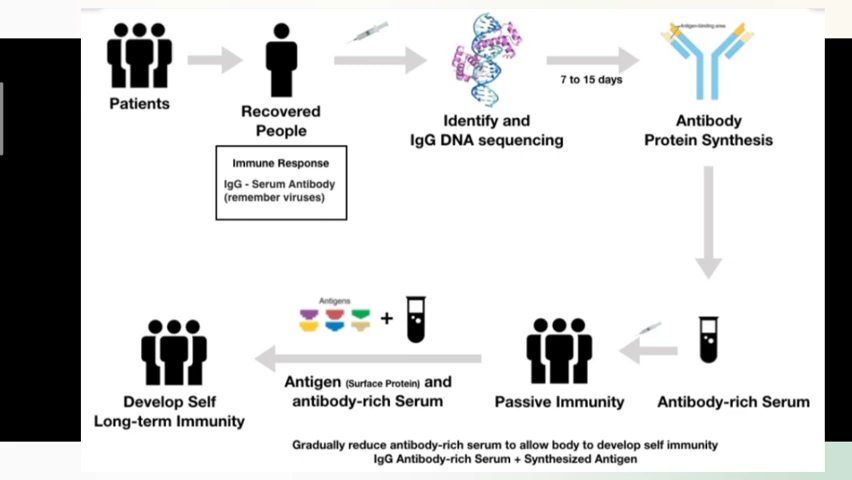 Patients
Recovered
People
Immune Response
IgG - Serum Antibody
(remember viruses)
Identify and
IgG DNA sequencing
7 to 15 days
Antigen-binding area
Antibody
Protein Synthesis
Antibody-rich Serum
Passive Immunity
Antigens
+
Antigen (Surface Protein) and
antibody-rich Serum
Develop Self
Long-term Immunity
Gradually reduce antibody-rich serum to allow body to develop self immunity
IgG Antibody-rich Serum + Synthesized Antigen